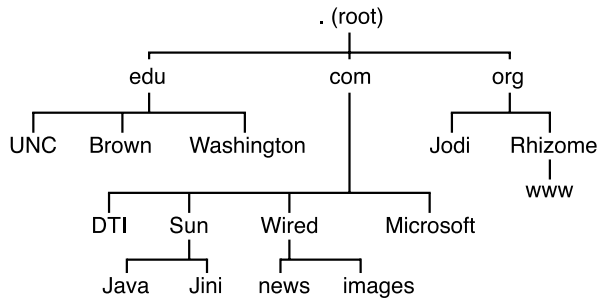 . (root)
edu com org
UNC Brown Washington Jodi Rhizome
www
DTI Sun Wired Microsoft
Java Jini news images